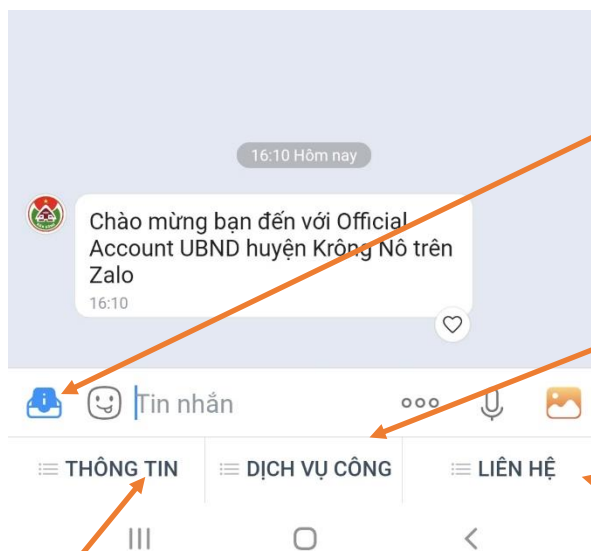 16:10 Hôm nay
Chào mừng bạn đến với Official
Account UBND huyện Krông Nô trên
Zalo
16:10
Tin nhắn
THÔNG TIN
DỊCH VỤ CÔNG
LIÊN HỆ